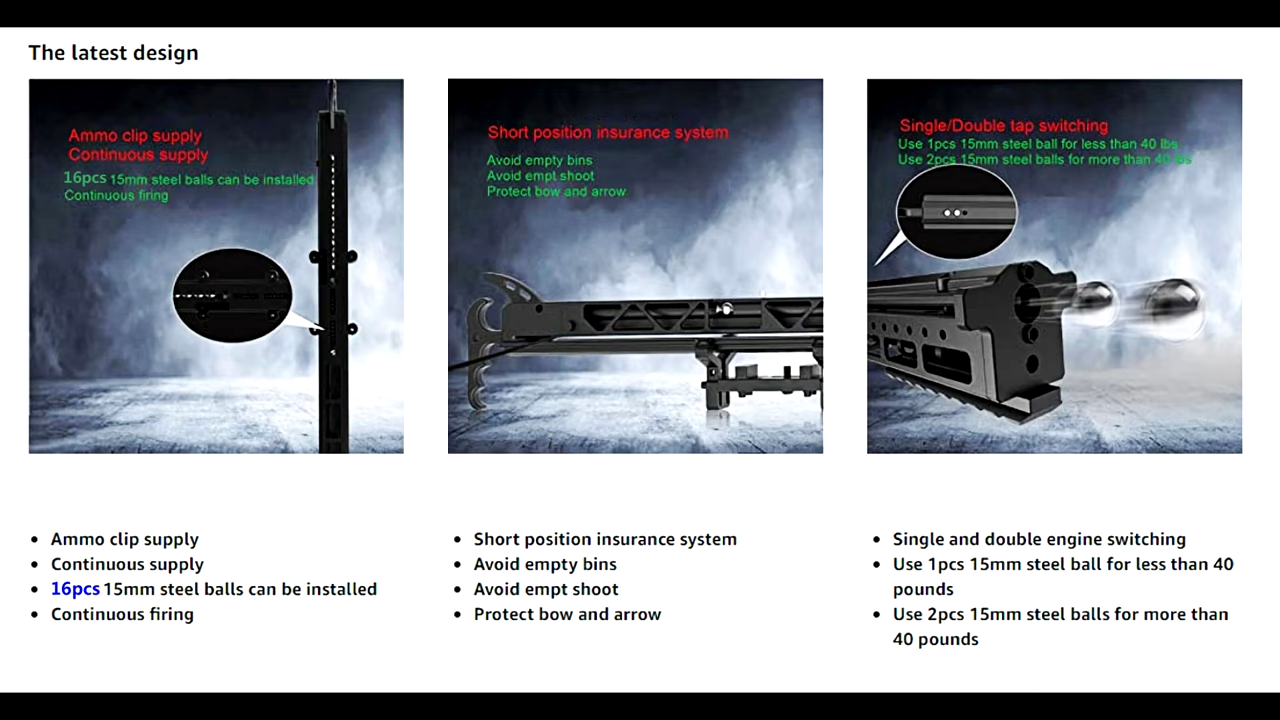 The latest design
Ammo clip supply
Continuous supply
16pcs 15mm steel balls can be installed
Continuous firing
Short position insurance system
Avoid empty bins
Avoid empt shoot
Protect bow and arrow
Single/Double tap switching
Use 1pcs 15mm steel ball for less than 40 lbs
Use 2pcs 15mm steel balls for more than 40 lbs
Ammo clip supply
Continuous supply
16pcs 15mm steel balls can be installed
Continuous firing
Short position insurance system
Avoid empty bins
Avoid empt shoot
Protect bow and arrow
Single and double engine switching
Use 1pcs 15mm steel ball for less than 40
pounds
Use 2pcs 15mm steel balls for more than
40 pounds